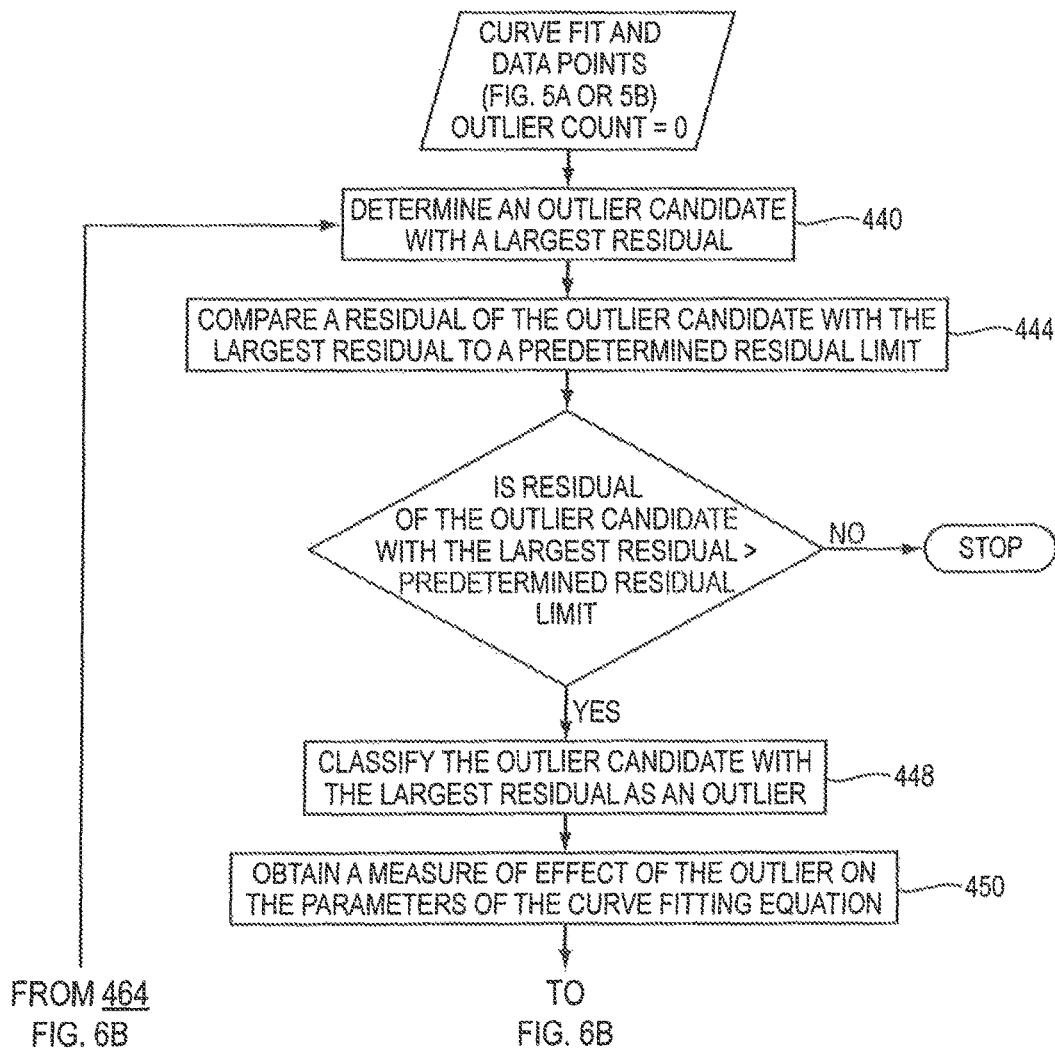 CURVE FIT AND
DATA POINTS
(FIG. 5A OR 5B)
OUTLIER COUNT = 0
DETERMINE AN OUTLIER CANDIDATE
WITH A LARGEST RESIDUAL
440
COMPARE A RESIDUAL OF THE OUTLIER CANDIDATE WITH THE
LARGEST RESIDUAL TO A PREDETERMINED RESIDUAL LIMIT
444
IS RESIDUAL
OF THE OUTLIER CANDIDATE
WITH THE LARGEST RESIDUAL >
PREDETERMINED RESIDUAL
LIMIT
NO
STOP
YES
CLASSIFY THE OUTLIER CANDIDATE WITH
THE LARGEST RESIDUAL AS AN OUTLIER
448
OBTAIN A MEASURE OF EFFECT OF THE OUTLIER ON
THE PARAMETERS OF THE CURVE FITTING EQUATION
450
FROM 464
FIG. 6B
TO
FIG. 6B